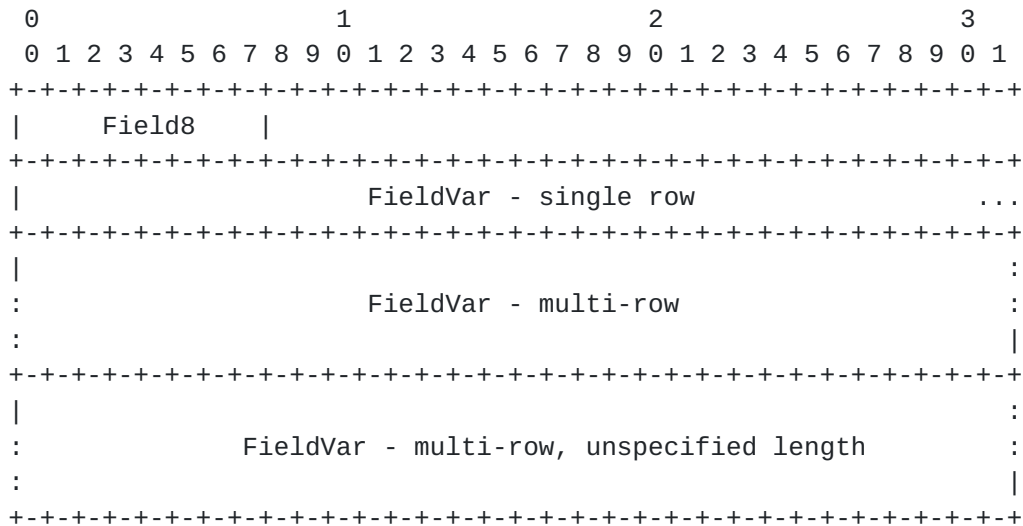 0                   1                   2                   3
 0 1 2 3 4 5 6 7 8 9 0 1 2 3 4 5 6 7 8 9 0 1 2 3 4 5 6 7 8 9 0 1
+-+-+-+-+-+-+-+-+-+-+-+-+-+-+-+-+-+-+-+-+-+-+-+-+-+-+-+-+-+-+-+-+
|     Field8    |
+-+-+-+-+-+-+-+-+-+-+-+-+-+-+-+-+-+-+-+-+-+-+-+-+-+-+-+-+-+-+-+-+
|                      FieldVar - single row                  ...
+-+-+-+-+-+-+-+-+-+-+-+-+-+-+-+-+-+-+-+-+-+-+-+-+-+-+-+-+-+-+-+-+
|                                                               :
:                      FieldVar - multi-row                     :
:                                                               |
+-+-+-+-+-+-+-+-+-+-+-+-+-+-+-+-+-+-+-+-+-+-+-+-+-+-+-+-+-+-+-+-+
|                                                               :
:              FieldVar - multi-row, unspecified length         :
:                                                               |
+-+-+-+-+-+-+-+-+-+-+-+-+-+-+-+-+-+-+-+-+-+-+-+-+-+-+-+-+-+-+-+-+